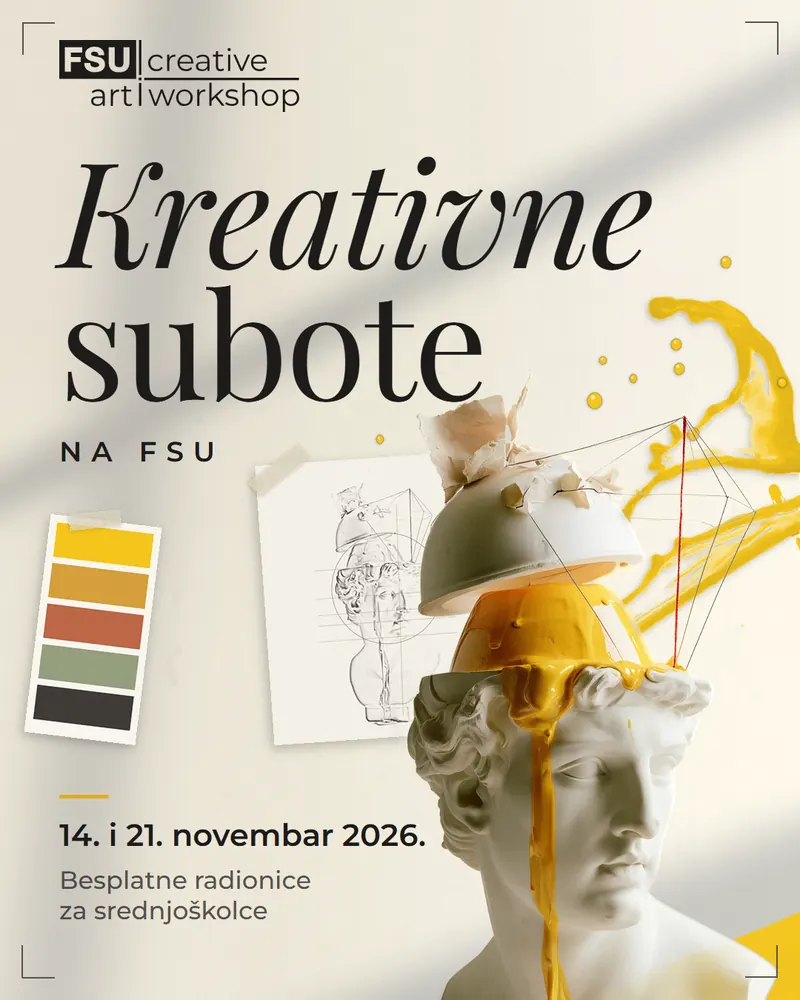 FSU creative
art workshop
Kreativne
subote
NA FSU
14. i 21. novembar 2026.
Besplatne radionice
za srednjoškolce